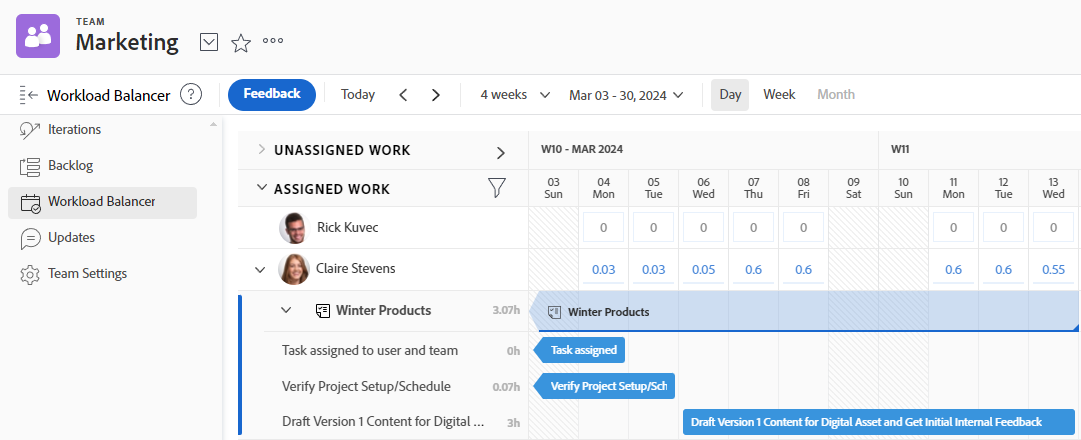 TEAM
Marketing
Workload Balancer ? Feedback Today 4 weeks Mar 03 - 30, 2024 Day Week Month
Iterations
Backlog
Workload Balancer
Updates
Team Settings
UNASSIGNED WORK W10 - MAR 2024 W11
ASSIGNED WORK 03 04 05 06 07 08 09 10 11 12 13
Sun Mon Tue Wed Thu Fri Sat Sun Mon Tue Wed
Rick Kuvec 0 0 0 0 0 0 0 0
Claire Stevens 0.03 0.03 0.05 0.6 0.6 0.6 0.6 0.55
Winter Products 3.07h Winter Products
Task assigned to user and team 0h Task assigned
Verify Project Setup/Schedule 0.07h Verify Project Setup/Sch
Draft Version 1 Content for Digital ... 3h Draft Version 1 Content for Digital Asset and Get Initial Internal Feedback